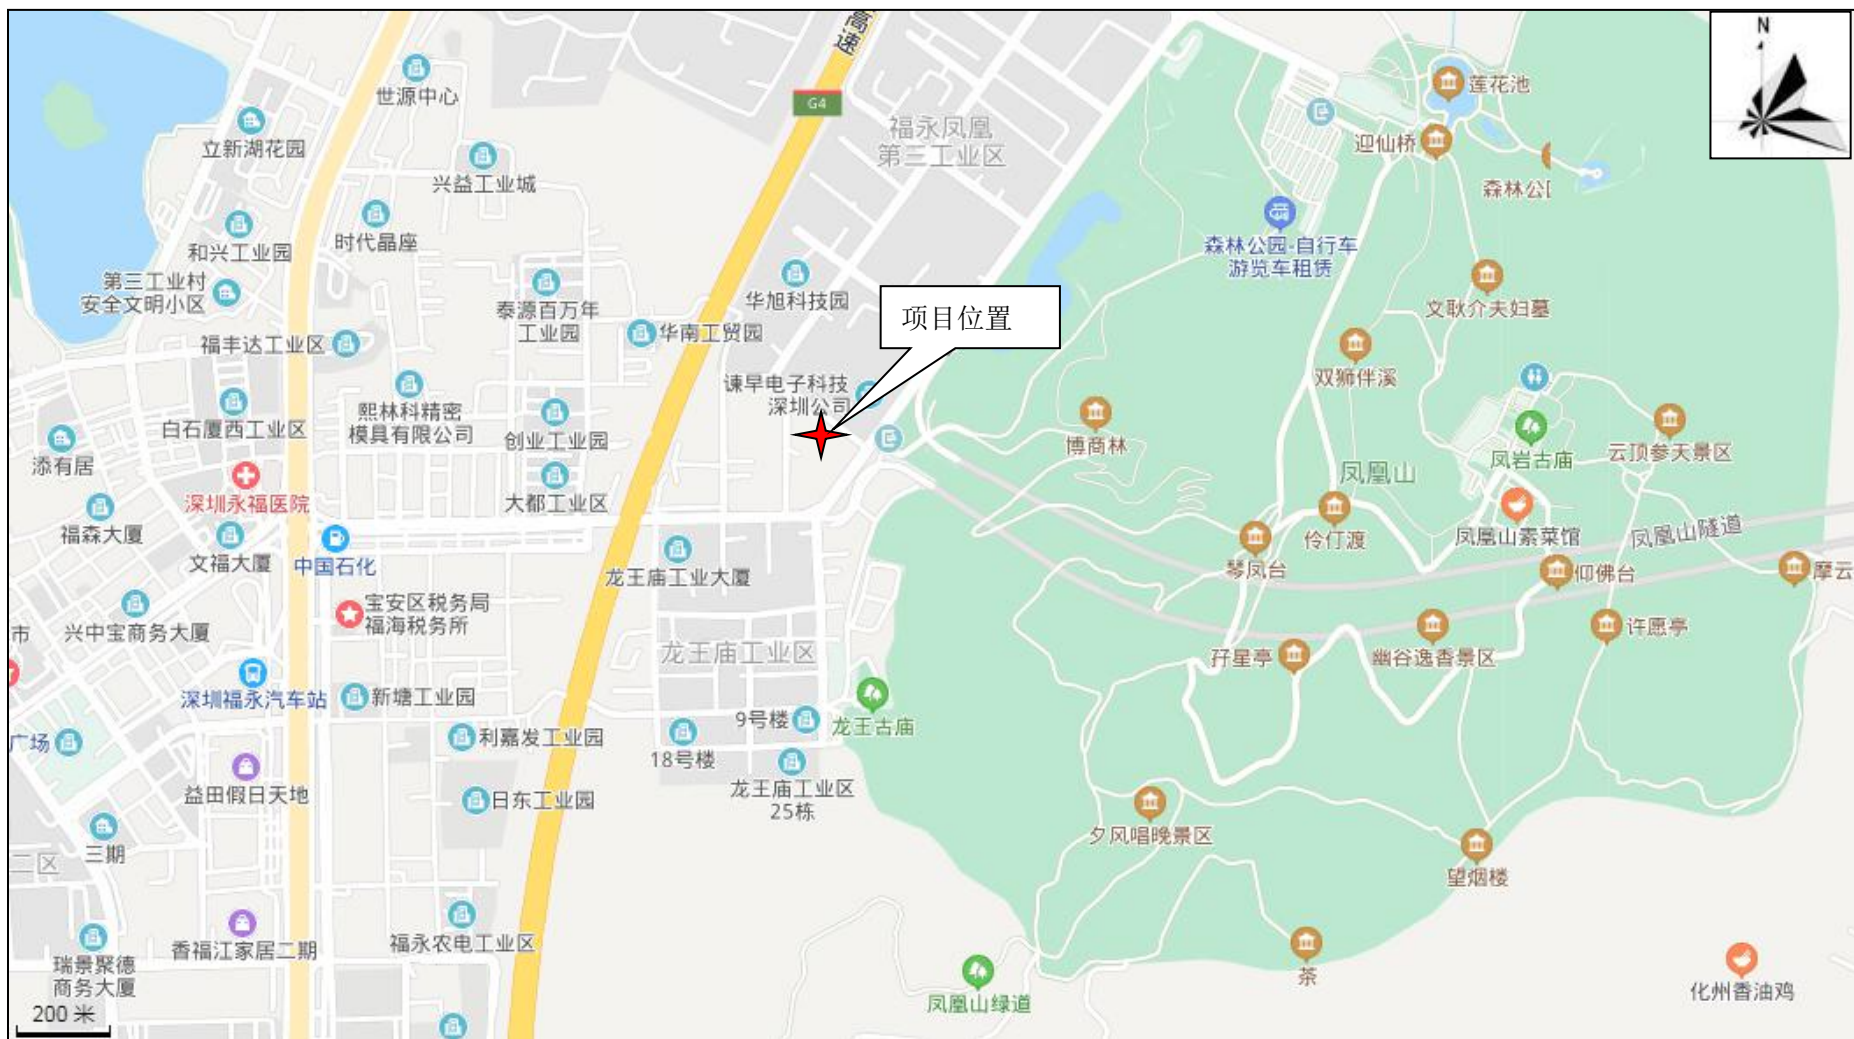 高
速
N
世源中心
G4
莲花池
立新湖花园
福永凤凰
第三工业区
迎仙桥
兴益工业城
森林公
和兴工业园
时代晶座
森林公园-自行车
游览车租赁
第三工业村
安全文明小区
华旭科技园
泰源百万年
工业园
文耿介夫妇墓
项目位置
福丰达工业区
华南工贸园
双狮伴溪
谏早电子科技
深圳公司
熙林科精密
模具有限公司
白石厦西工业区
创业工业园
博商林
凤岩古庙
云顶参天景区
添有居
凤凰山
深圳永福医院
大都工业区
福森大厦
伶仃渡
凤凰山素菜馆
凤凰山隧道
文福大厦
中国石化
龙王庙工业大厦
琴凤台
仰佛台
摩云
宝安区税务局
福海税务所
市
兴中宝商务大厦
许愿亭
龙王庙工业区
孖星亭
幽谷逸香景区
深圳福永汽车站
新塘工业园
9号楼
龙王古庙
广场
利嘉发工业园
18号楼
益田假日天地
日东工业园
龙王庙工业区
25栋
夕风唱晚景区
三期
二区
望烟楼
香福江家居二期
福永农电工业区
瑞景聚德
商务大厦
茶
凤凰山绿道
化州香油鸡
200 米